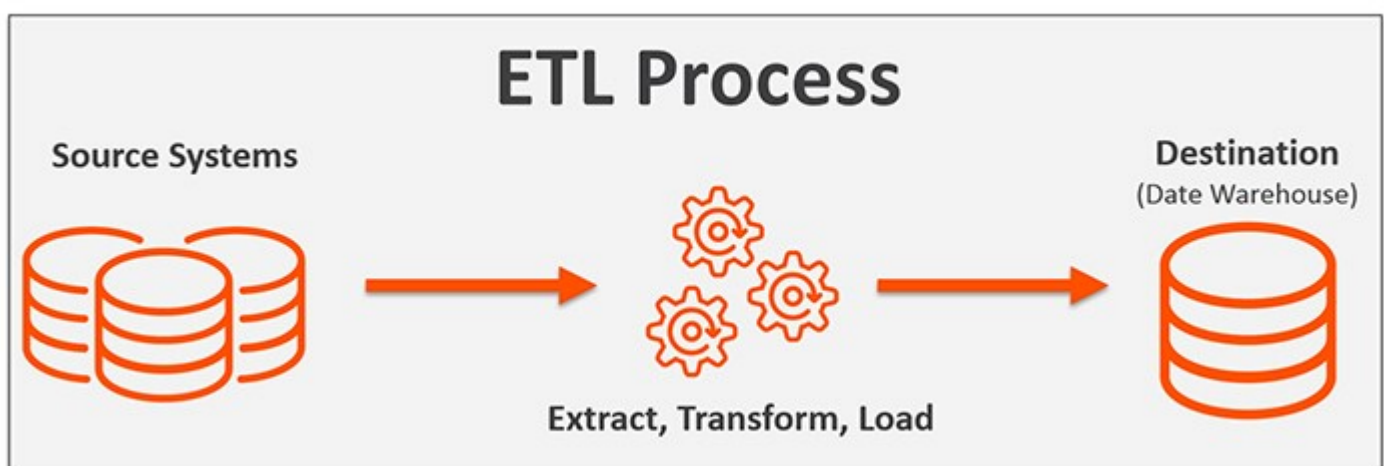 ETL Process
Source Systems
Destination
(Date Warehouse)
Extract, Transform, Load